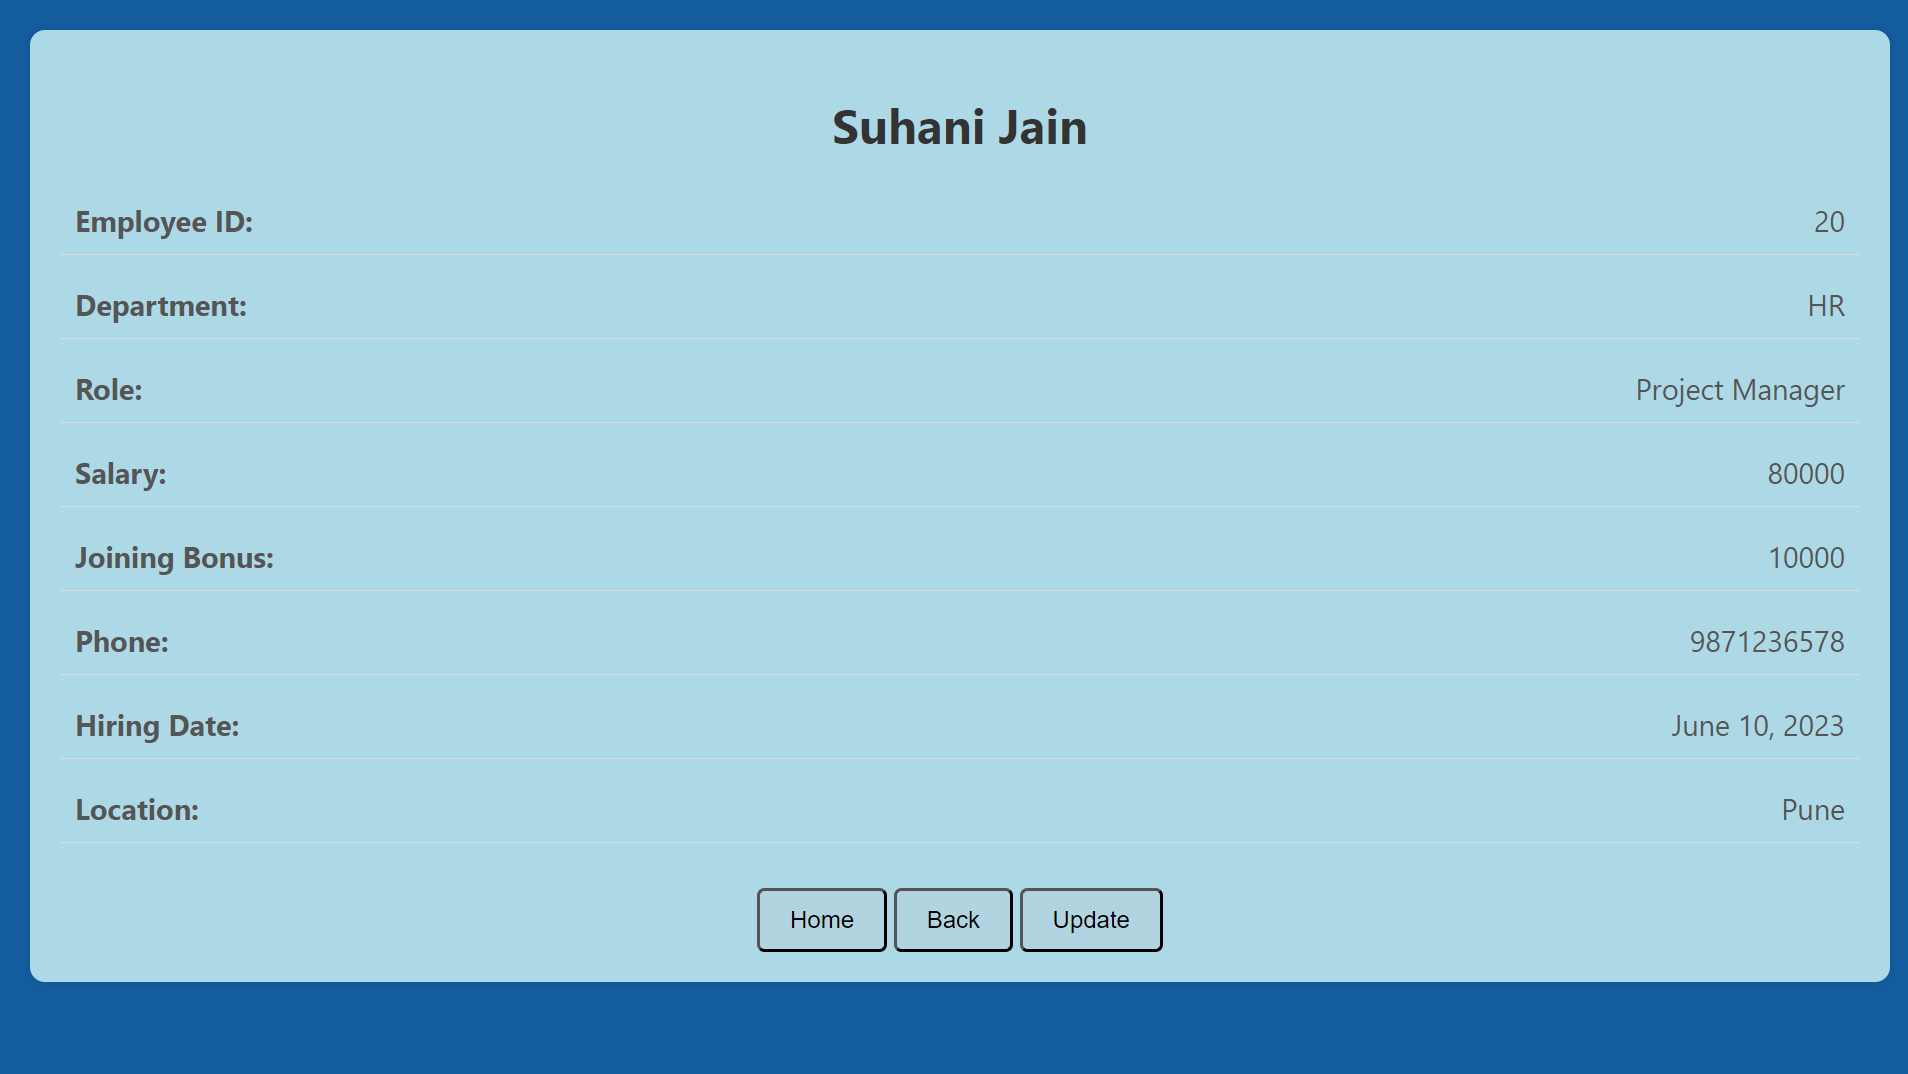 Suhani Jain
Employee ID: 20
Department: HR
Role: Project Manager
Salary: 80000
Joining Bonus: 10000
Phone: 9871236578
Hiring Date: June 10, 2023
Location: Pune
Home Back Update